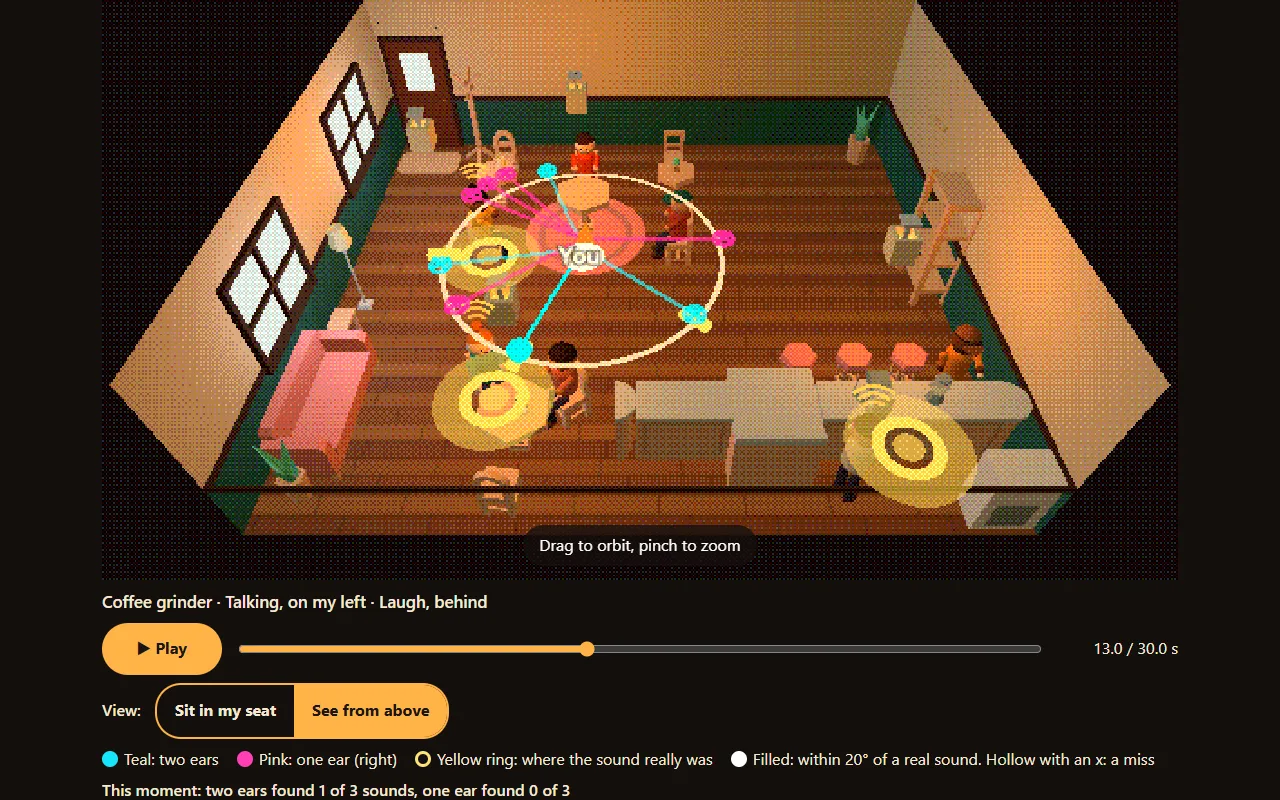 You
Drag to orbit, pinch to zoom
Coffee grinder · Talking, on my left · Laugh, behind
▶ Play
13.0 / 30.0 s
View:
Sit in my seat
See from above
Teal: two ears
Pink: one ear (right)
Yellow ring: where the sound really was
Filled: within 20° of a real sound. Hollow with an x: a miss
This moment: two ears found 1 of 3 sounds, one ear found 0 of 3